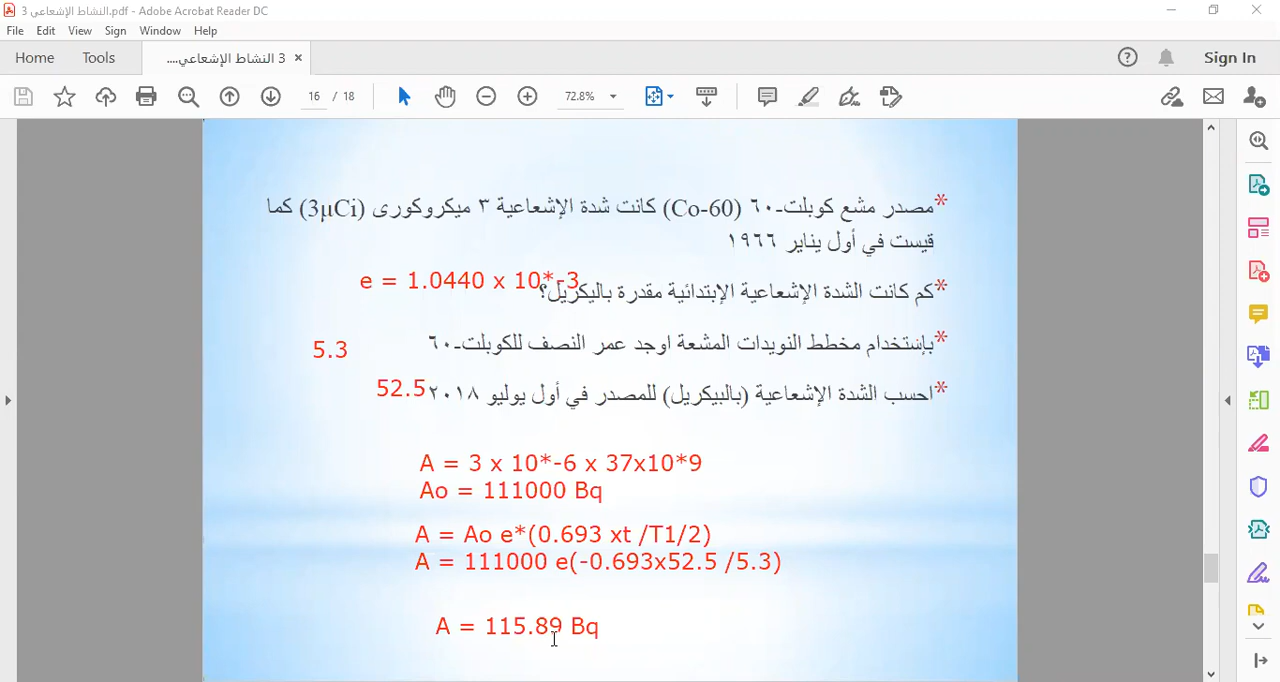 النشاط الإشعاعي 3.pdf - Adobe Acrobat Reader DC
File Edit View Sign Window Help
Home Tools
3 النشاط الإشعاعي....
Sign In
16 / 18
72.8%
*مصدر مشع كوبلت-٦٠ (Co-60) كانت شدة الإشعاعية ٣ ميكروكورى (3μCi) كما
قيست في أول يناير ١٩٦٦
e = 1.0440 x 10*-3
*كم كانت الشدة الإشعاعية الإبتدائية مقدرة باليكريل؟
*بإستخدام مخطط النويدات المشعة اوجد عمر النصف للكوبلت-٦٠
5.3
*احسب الشدة الإشعاعية (بالبيكريل) للمصدر في أول يوليو ٢٠١٨
52.5
A = 3 x 10*-6 x 37x10*9
Ao = 111000 Bq
A = Ao e*(0.693 xt /T1/2)
A = 111000 e(-0.693x52.5 /5.3)
A = 115.89 Bq